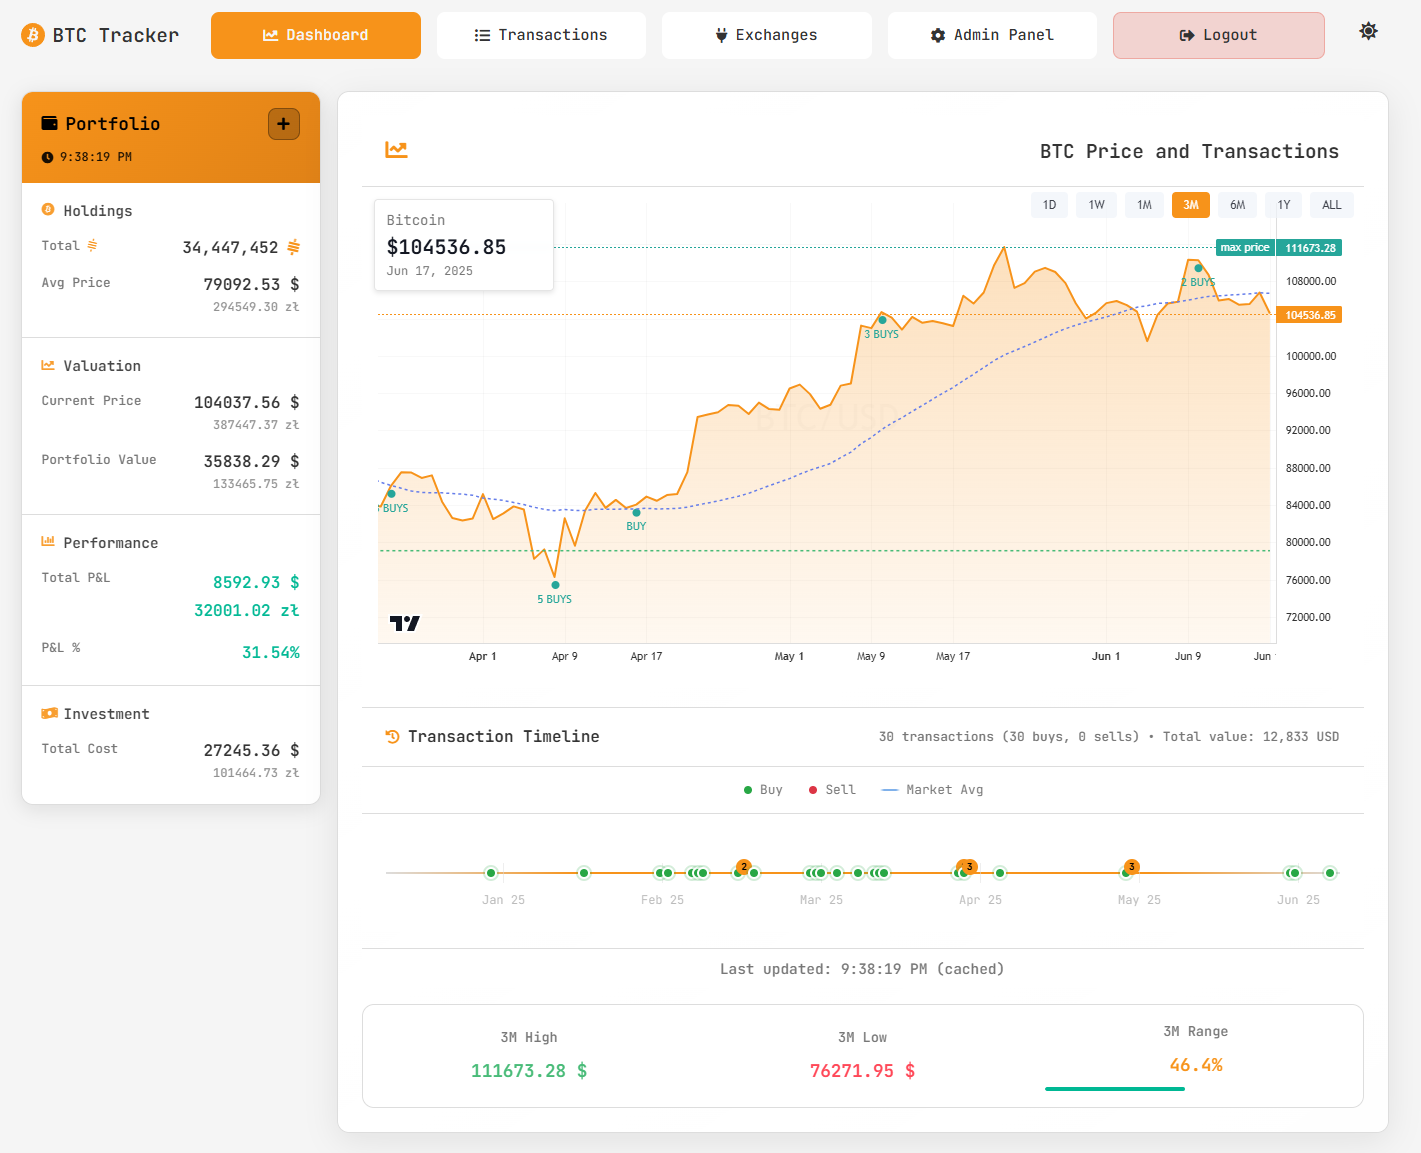 BTC Tracker
Dashboard
Transactions
Exchanges
Admin Panel
Logout
Portfolio
+
9:38:19 PM
Holdings
Total
34,447,452
Avg Price
79092.53 $
294549.30 zł
Valuation
Current Price
104037.56 $
387447.37 zł
Portfolio Value
35838.29 $
133465.75 zł
Performance
Total P&L
8592.93 $
32001.02 zł
P&L %
31.54%
Investment
Total Cost
27245.36 $
101464.73 zł
BTC Price and Transactions
1D 1W 1M 3M 6M 1Y ALL
Bitcoin
$104536.85
Jun 17, 2025
max price 111673.28
108000.00
104536.85
100000.00
96000.00
92000.00
88000.00
84000.00
80000.00
76000.00
72000.00
BTC/USD
BUYS
5 BUYS
BUY
3 BUYS
2 BUYS
Apr 1 Apr 9 Apr 17 May 1 May 9 May 17 Jun 1 Jun 9 Jun
Transaction Timeline
30 transactions (30 buys, 0 sells) • Total value: 12,833 USD
Buy Sell Market Avg
2 3 3
Jan 25 Feb 25 Mar 25 Apr 25 May 25 Jun 25
Last updated: 9:38:19 PM (cached)
3M High
111673.28 $
3M Low
76271.95 $
3M Range
46.4%